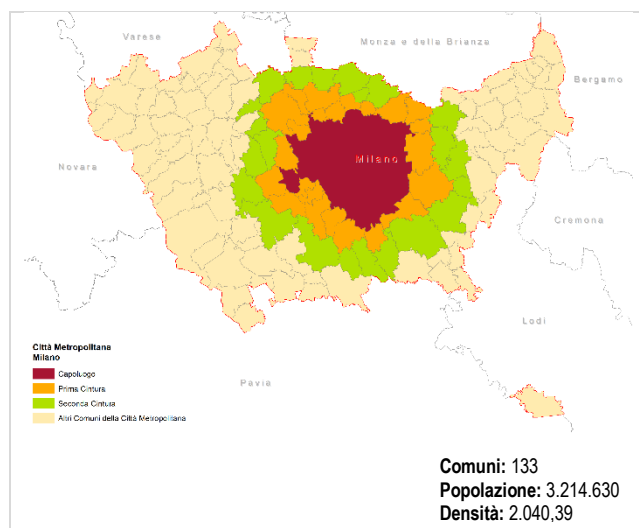 Varese
Monza e della Brianza
Bergamo
Milano
Novara
Cremona
Lodi
Città Metropolitana
Milano
Capoluogo
Prima Cintura
Seconda Cintura
Altri Comuni della Città Metropolitana
Pavia
Comuni: 133
Popolazione: 3.214.630
Densità: 2.040,39